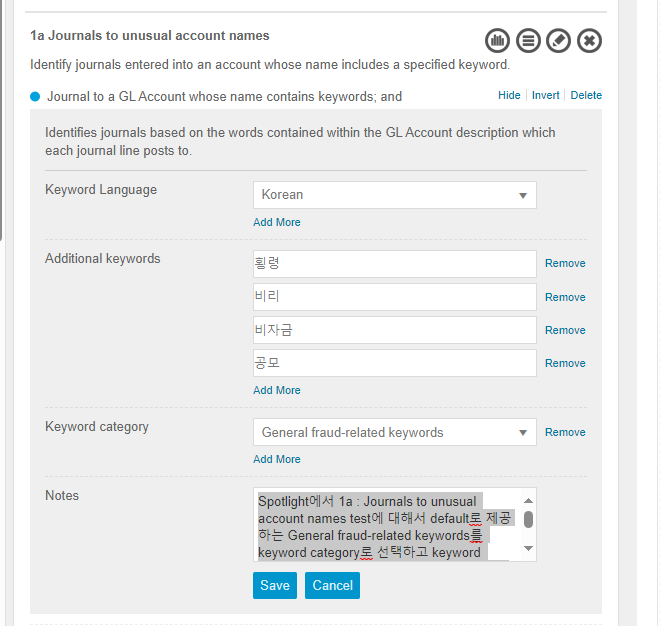 1a Journals to unusual account names
Identify journals entered into an account whose name includes a specified keyword.
Journal to a GL Account whose name contains keywords; and
Hide Invert Delete
Identifies journals based on the words contained within the GL Account description which
each journal line posts to.
Keyword Language
Korean
Add More
Additional keywords
횡령 Remove
비리 Remove
비자금 Remove
공모 Remove
Add More
Keyword category
General fraud-related keywords Remove
Add More
Notes
Spotlight에서 1a : Journals to unusual
account names test에 대해서 default로 제공
하는 General fraud-related keywords를
keyword category로 선택하고 keyword
Save Cancel